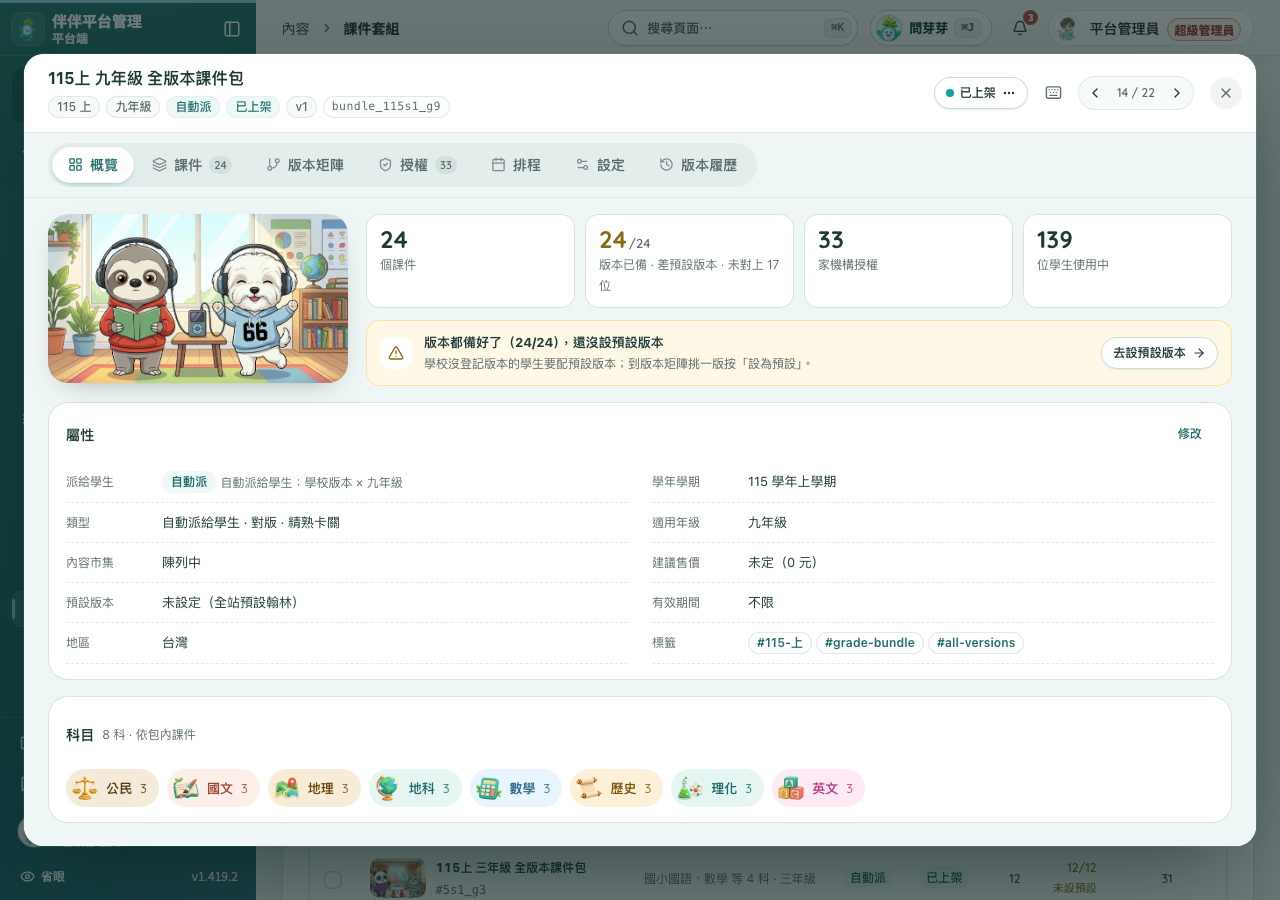 伴伴平台管理
平台端
內容 › 課件套組
搜尋頁面… ⌘K
問芽芽 ⌘J
3
平台管理員 超級管理員
115上 九年級 全版本課件包
115 上 九年級 自動派 已上架 v1 bundle_115s1_g9
已上架 ···
14 / 22
概覽
課件 24
版本矩陣
授權 33
排程
設定
版本履歷
66
24
個課件
24 /24
版本已備 · 差預設版本 · 未對上 17
位
33
家機構授權
139
位學生使用中
版本都備好了（24/24），還沒設預設版本
學校沒登記版本的學生要配預設版本；到版本矩陣挑一版按「設為預設」。
去設預設版本 →
屬性
修改
派給學生 自動派 自動派給學生：學校版本 × 九年級
學年學期 115 學年上學期
類型 自動派給學生 · 對版 · 精熟卡關
適用年級 九年級
內容市集 陳列中
建議售價 未定（0 元）
預設版本 未設定（全站預設翰林）
有效期間 不限
地區 台灣
標籤 #115-上 #grade-bundle #all-versions
科目 8 科 · 依包內課件
公民 3
國文 3
地理 3
地科 3
數學 3
歷史 3
理化 3
英文 3
省眼 v1.419.2
115上 三年級 全版本課件包
#5s1_g3
國小國語、數學 等 4 科 · 三年級
自動派
已上架
12
12/12
未設預設
31